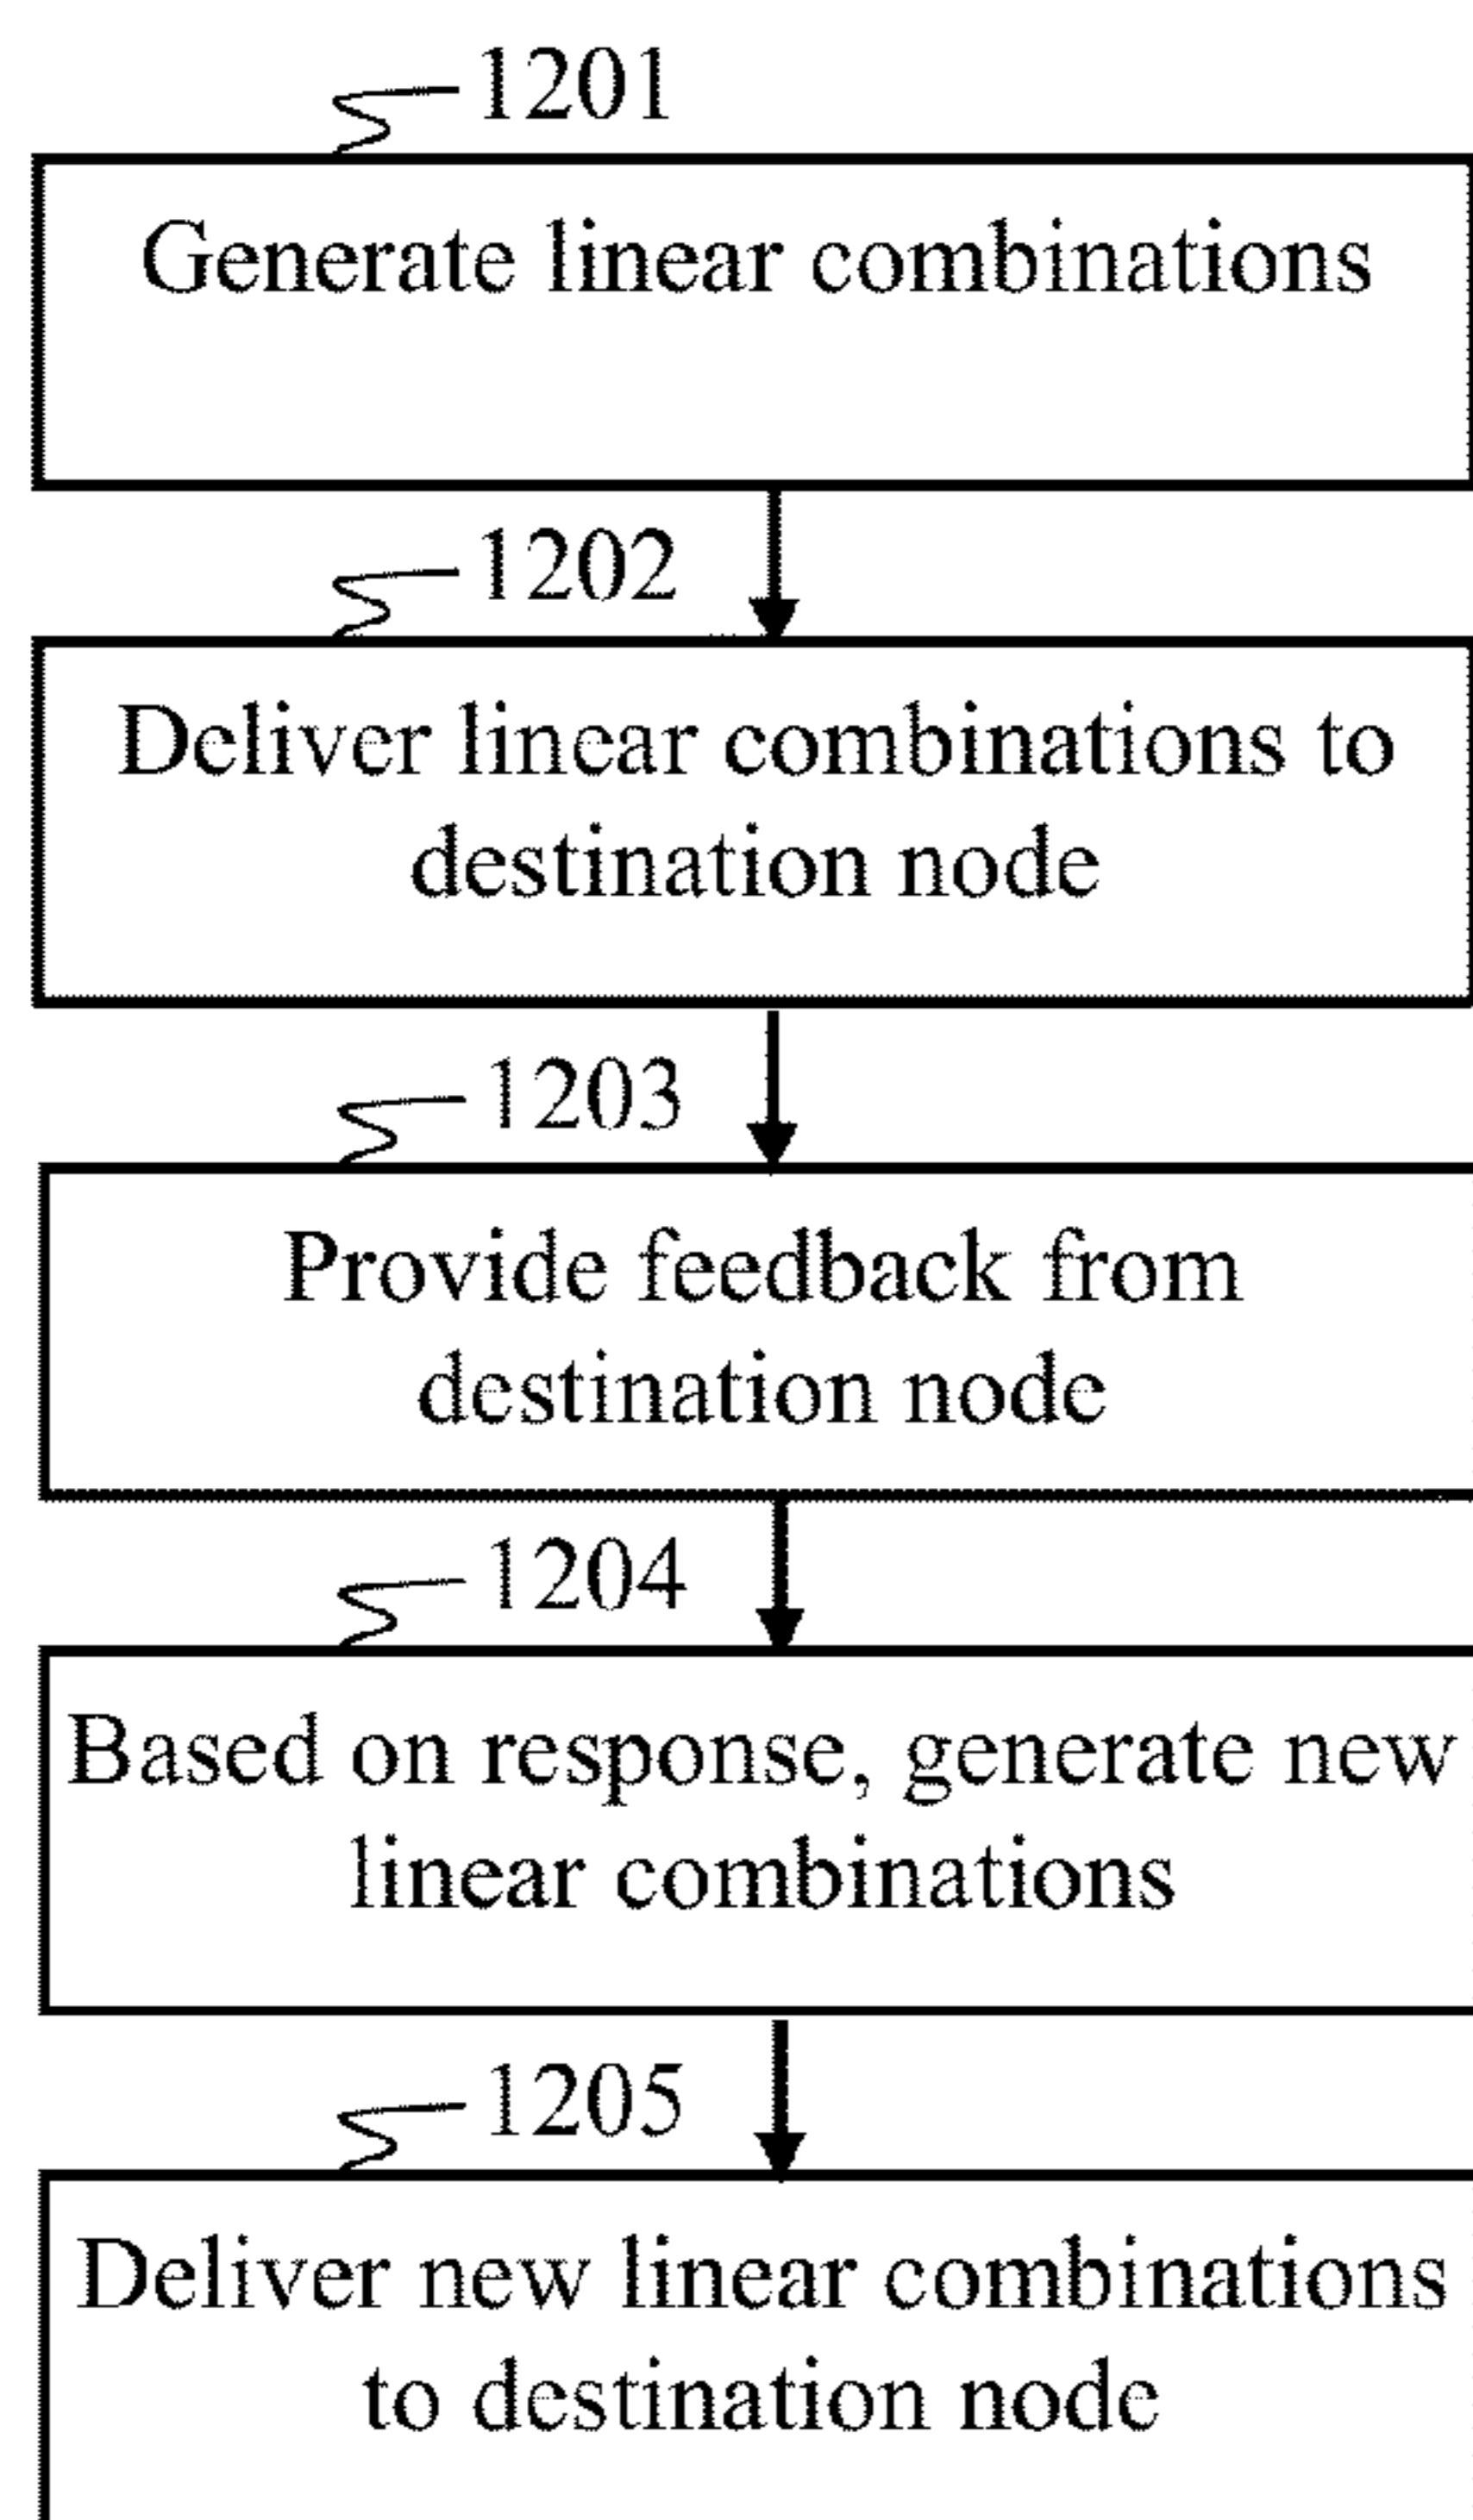 1201
Generate linear combinations
1202
Deliver linear combinations to
destination node
1203
Provide feedback from
destination node
1204
Based on response, generate new
linear combinations
1205
Deliver new linear combinations
to destination node